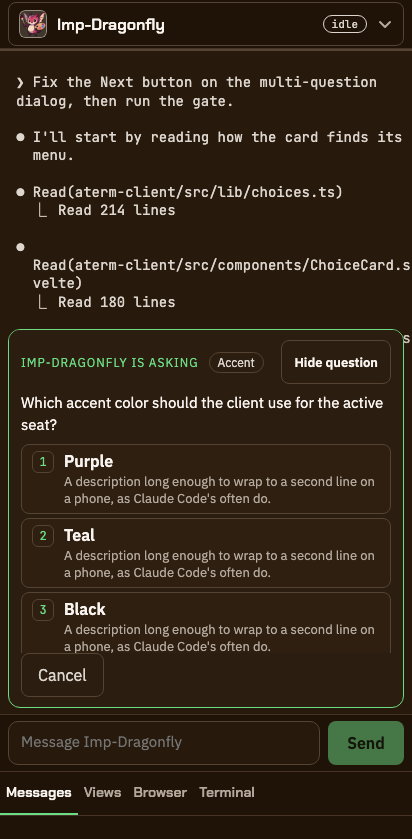 Imp-Dragonfly
idle
❯ Fix the Next button on the multi-question
dialog, then run the gate.
● I'll start by reading how the card finds its
menu.
● Read(aterm-client/src/lib/choices.ts)
⎿ Read 214 lines
●
Read(aterm-client/src/components/ChoiceCard.s
velte)
⎿ Read 180 lines
s
IMP-DRAGONFLY IS ASKING
Accent
Hide question
Which accent color should the client use for the active
seat?
1 Purple
A description long enough to wrap to a second line on
a phone, as Claude Code's often do.
2 Teal
A description long enough to wrap to a second line on
a phone, as Claude Code's often do.
3 Black
A description long enough to wrap to a second line on
a phone, as Claude Code's often do.
Cancel
Message Imp-Dragonfly
Send
Messages Views Browser Terminal